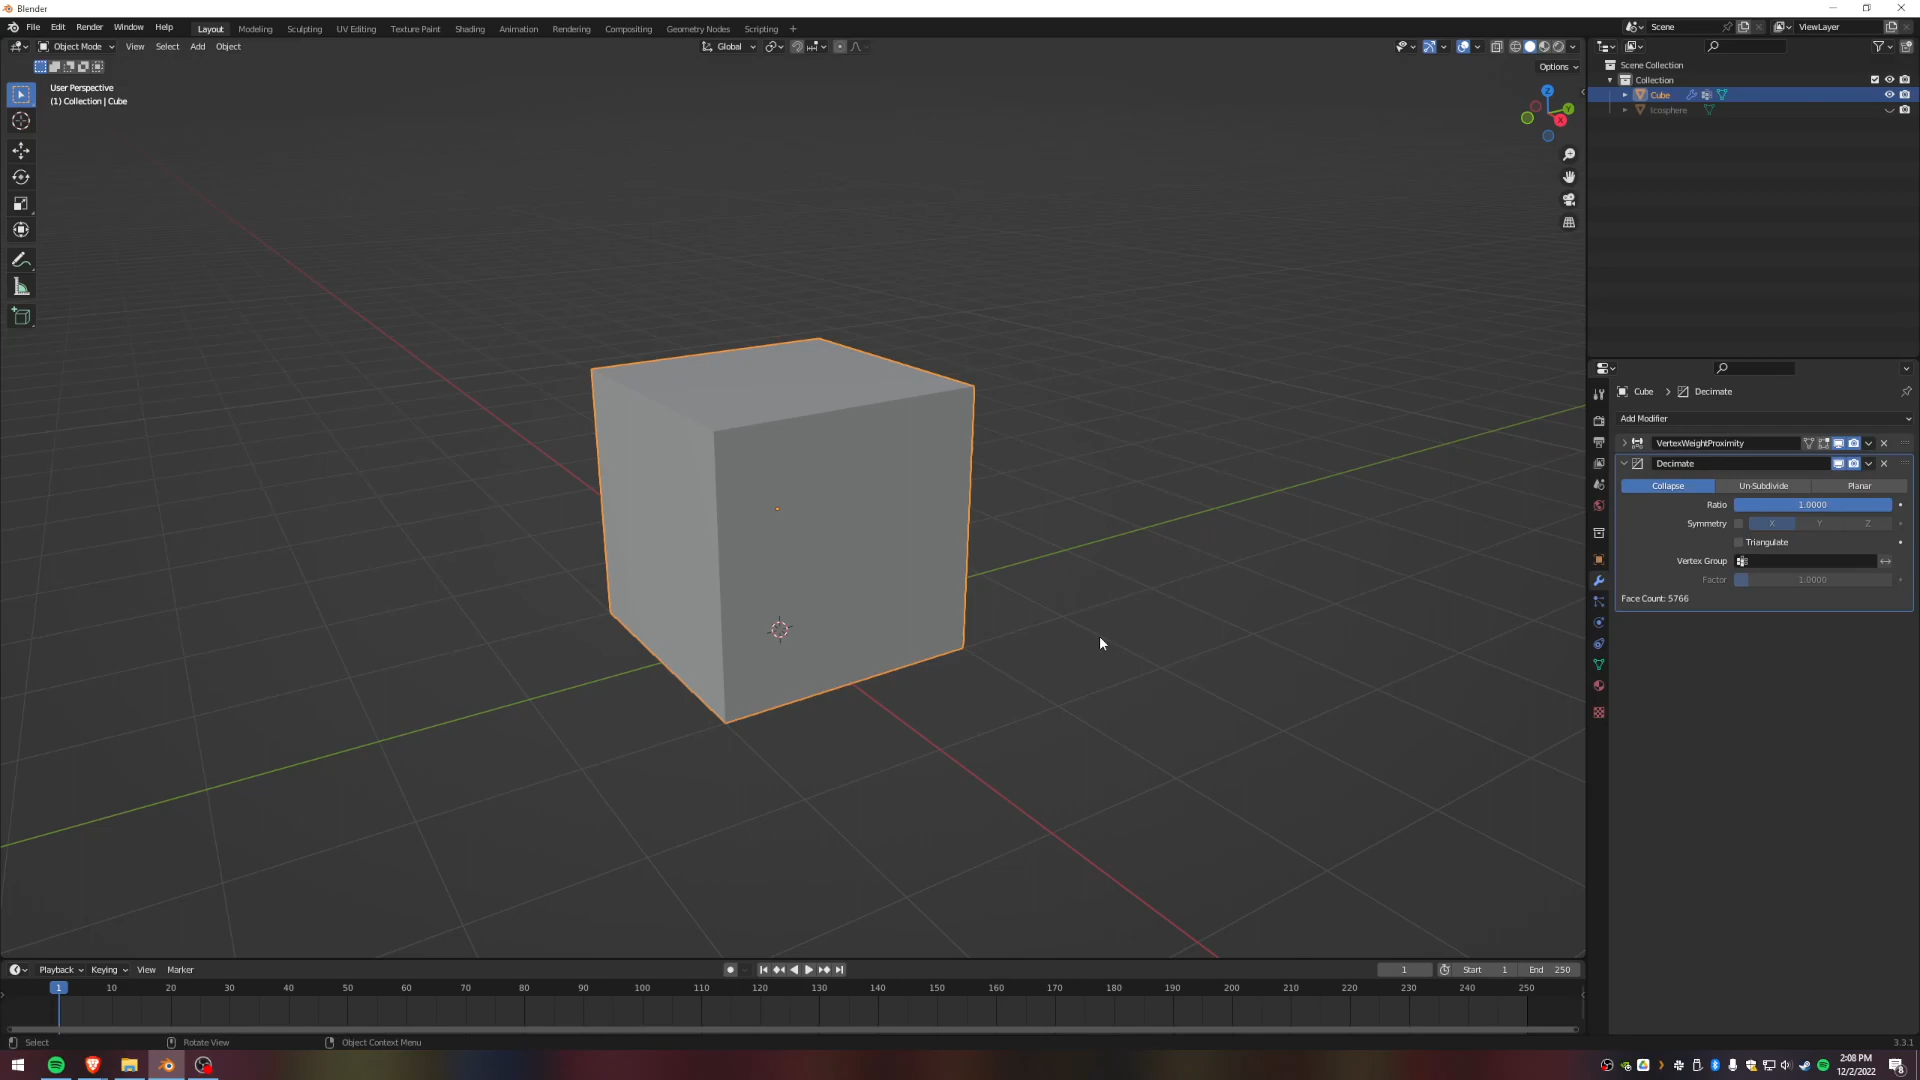 Blender
File Edit Render Window Help
Layout Modeling Sculpting UV Editing Texture Paint Shading Animation Rendering Compositing Geometry Nodes Scripting +
Scene
ViewLayer
Object Mode View Select Add Object
Global
Options
User Perspective
(1) Collection | Cube
Z
Y
X
Scene Collection
Collection
Cube
Icosphere
Cube > Decimate
Add Modifier
VertexWeightProximity
Decimate
Collapse Un-Subdivide Planar
Ratio 1.0000
Symmetry X Y Z
Triangulate
Vertex Group
Factor 1.0000
Face Count: 5766
Playback Keying View Marker
1 Start 1 End 250
1 10 20 30 40 50 60 70 80 90 100 110 120 130 140 150 160 170 180 190 200 210 220 230 240 250
Select Rotate View Object Context Menu
3.3.1
2:08 PM
12/2/2022
8